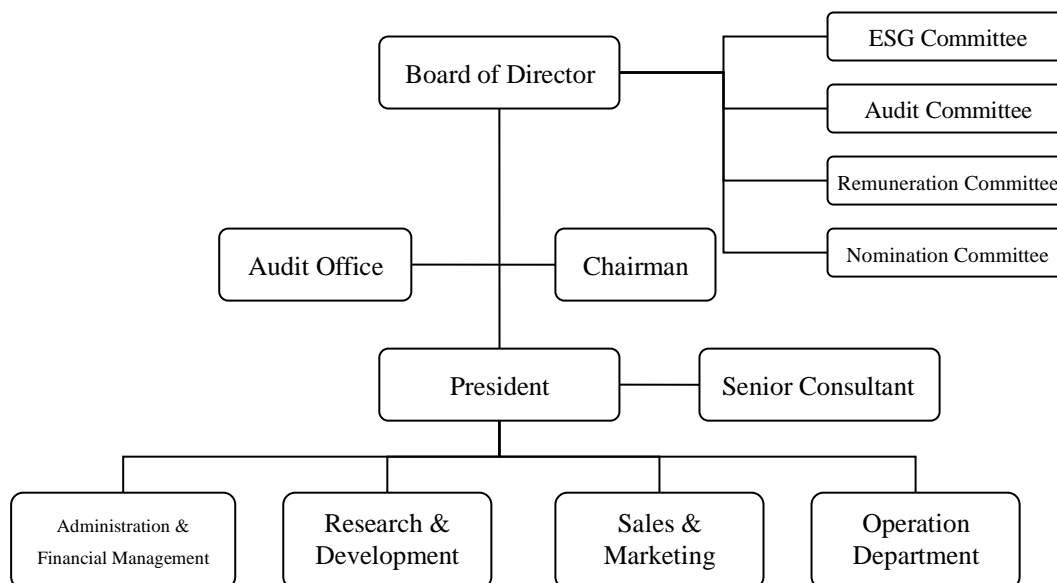 ESG Committee
Board of Director
Audit Committee
Remuneration Committee
Nomination Committee
Audit Office
Chairman
President
Senior Consultant
Administration &
Financial Management
Research &
Development
Sales &
Marketing
Operation
Department